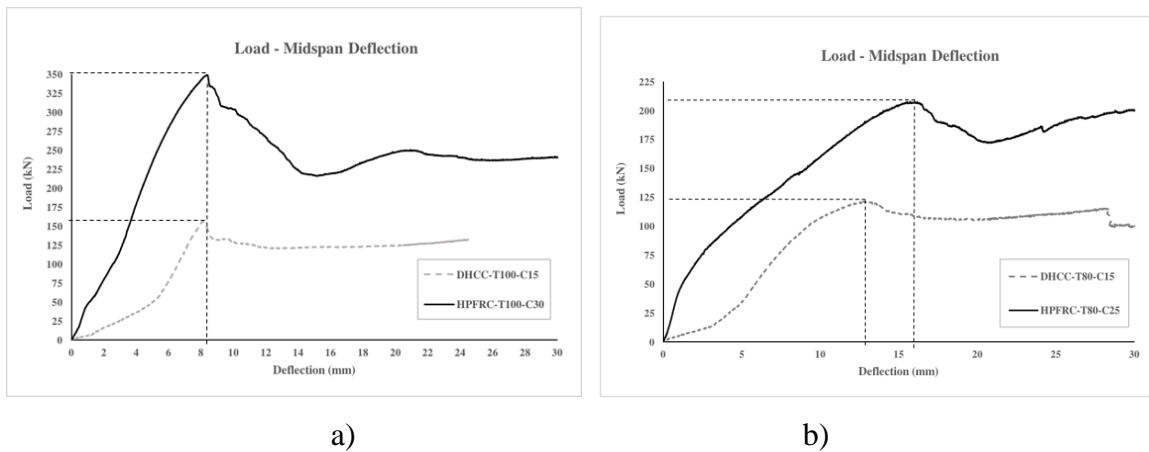 Load - Midspan Deflection
350
325
300
275
250
225
200
175
150
125
100
75
50
25
0
Load (kN)
0 2 4 6 8 10 12 14 16 18 20 22 24 26 28 30
Deflection (mm)
DHCC-T100-C15
HPFRC-T100-C30
a)
Load - Midspan Deflection
225
200
175
150
125
100
75
50
25
0
Load (kN)
0 5 10 15 20 25 30
Deflection (mm)
DHCC-T80-C15
HPFRC-T80-C25
b)